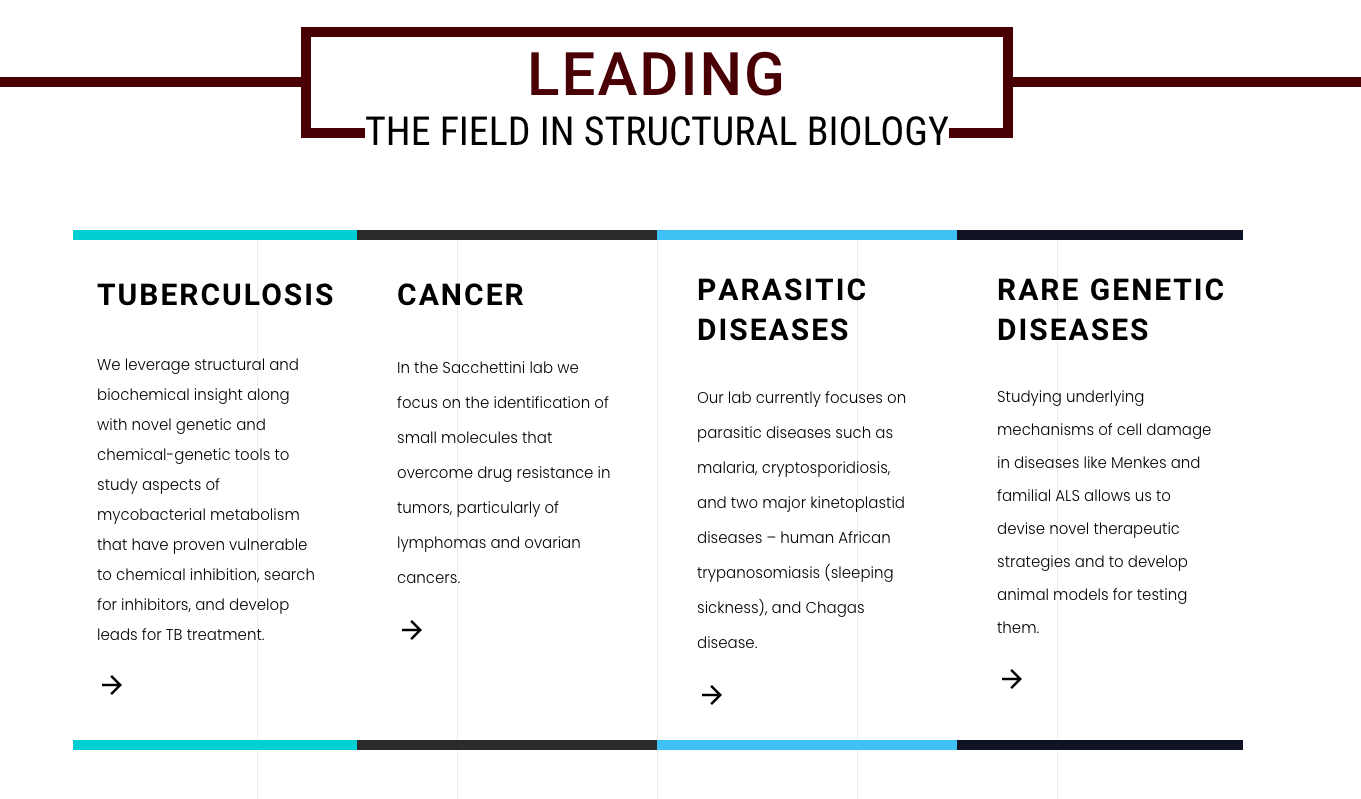 LEADING
THE FIELD IN STRUCTURAL BIOLOGY
TUBERCULOSIS
We leverage structural and
biochemical insight along
with novel genetic and
chemical-genetic tools to
study aspects of
mycobacterial metabolism
that have proven vulnerable
to chemical inhibition, search
for inhibitors, and develop
leads for TB treatment.
CANCER
In the Sacchettini lab we
focus on the identification of
small molecules that
overcome drug resistance in
tumors, particularly of
lymphomas and ovarian
cancers.
PARASITIC
DISEASES
Our lab currently focuses on
parasitic diseases such as
malaria, cryptosporidiosis,
and two major kinetoplastid
diseases – human African
trypanosomiasis (sleeping
sickness), and Chagas
disease.
RARE GENETIC
DISEASES
Studying underlying
mechanisms of cell damage
in diseases like Menkes and
familial ALS allows us to
devise novel therapeutic
strategies and to develop
animal models for testing
them.